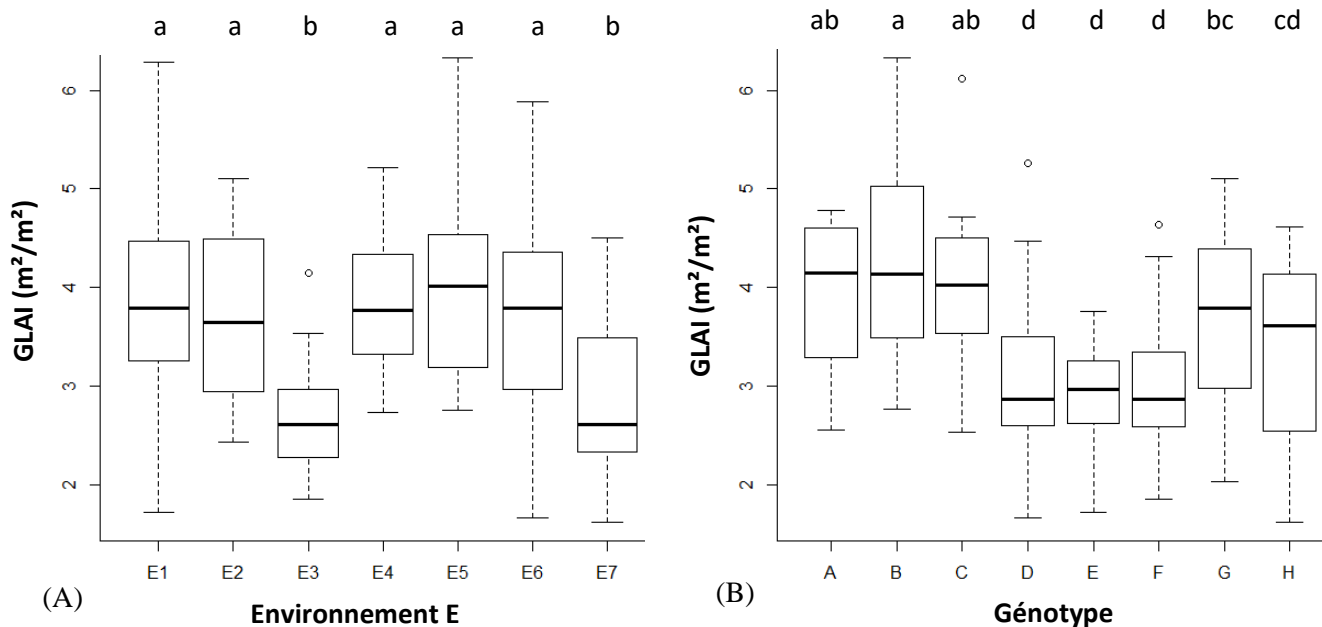 a a b a a a b
GLAI (m²/m²)
6
5
4
3
2
E1 E2 E3 E4 E5 E6 E7
(A)
Environnement E
ab a ab d d d bc cd
GLAI (m²/m²)
6
5
4
3
2
A B C D E F G H
(B)
Génotype